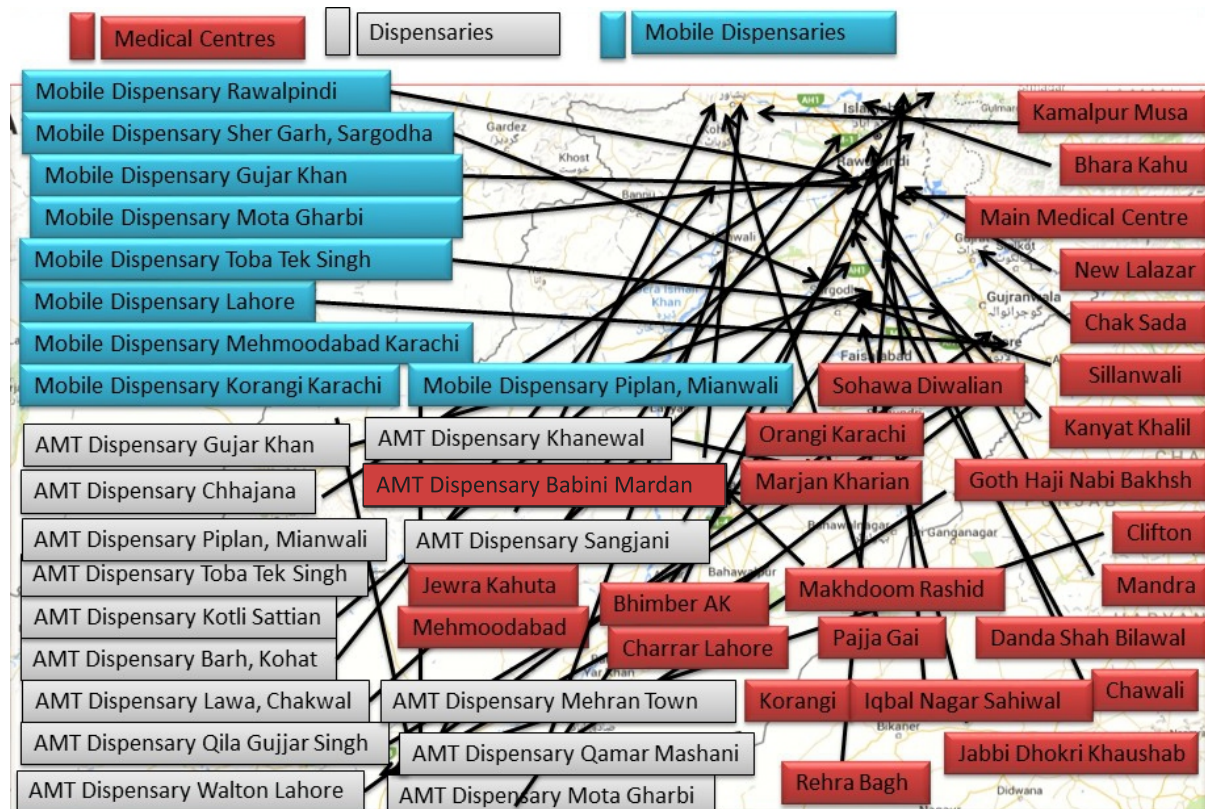 Medical Centres
Dispensaries
Mobile Dispensaries
Mobile Dispensary Rawalpindi
Mobile Dispensary Sher Garh, Sargodha
Mobile Dispensary Gujar Khan
Mobile Dispensary Mota Gharbi
Mobile Dispensary Toba Tek Singh
Mobile Dispensary Lahore
Mobile Dispensary Mehmoodabad Karachi
Mobile Dispensary Korangi Karachi
Mobile Dispensary Piplan, Mianwali
Kamalpur Musa
Bhara Kahu
Main Medical Centre
New Lalazar
Chak Sada
Sillanwali
Sohawa Diwalian
Kanyat Khalil
Orangi Karachi
Marjan Kharian
Goth Haji Nabi Bakhsh
Clifton
Mandra
AMT Dispensary Gujar Khan
AMT Dispensary Khanewal
AMT Dispensary Chhajana
AMT Dispensary Babini Mardan
AMT Dispensary Piplan, Mianwali
AMT Dispensary Sangjani
AMT Dispensary Toba Tek Singh
AMT Dispensary Kotli Sattian
AMT Dispensary Barh, Kohat
AMT Dispensary Lawa, Chakwal
AMT Dispensary Mehran Town
AMT Dispensary Qila Gujjar Singh
AMT Dispensary Qamar Mashani
AMT Dispensary Walton Lahore
AMT Dispensary Mota Gharbi
Jewra Kahuta
Mehmoodabad
Bhimber AK
Charrar Lahore
Makhdoom Rashid
Pajja Gai
Danda Shah Bilawal
Korangi
Iqbal Nagar Sahiwal
Chawali
Jabbi Dhokri Khaushab
Rehra Bagh
Gardez
Khost
Bannu
AH1
AH1
Gujranwala
گوجرانوالہ
Faisalabad
Bahawalnagar
Bahawalpur
Bikaner
Didwana
PUNJAB